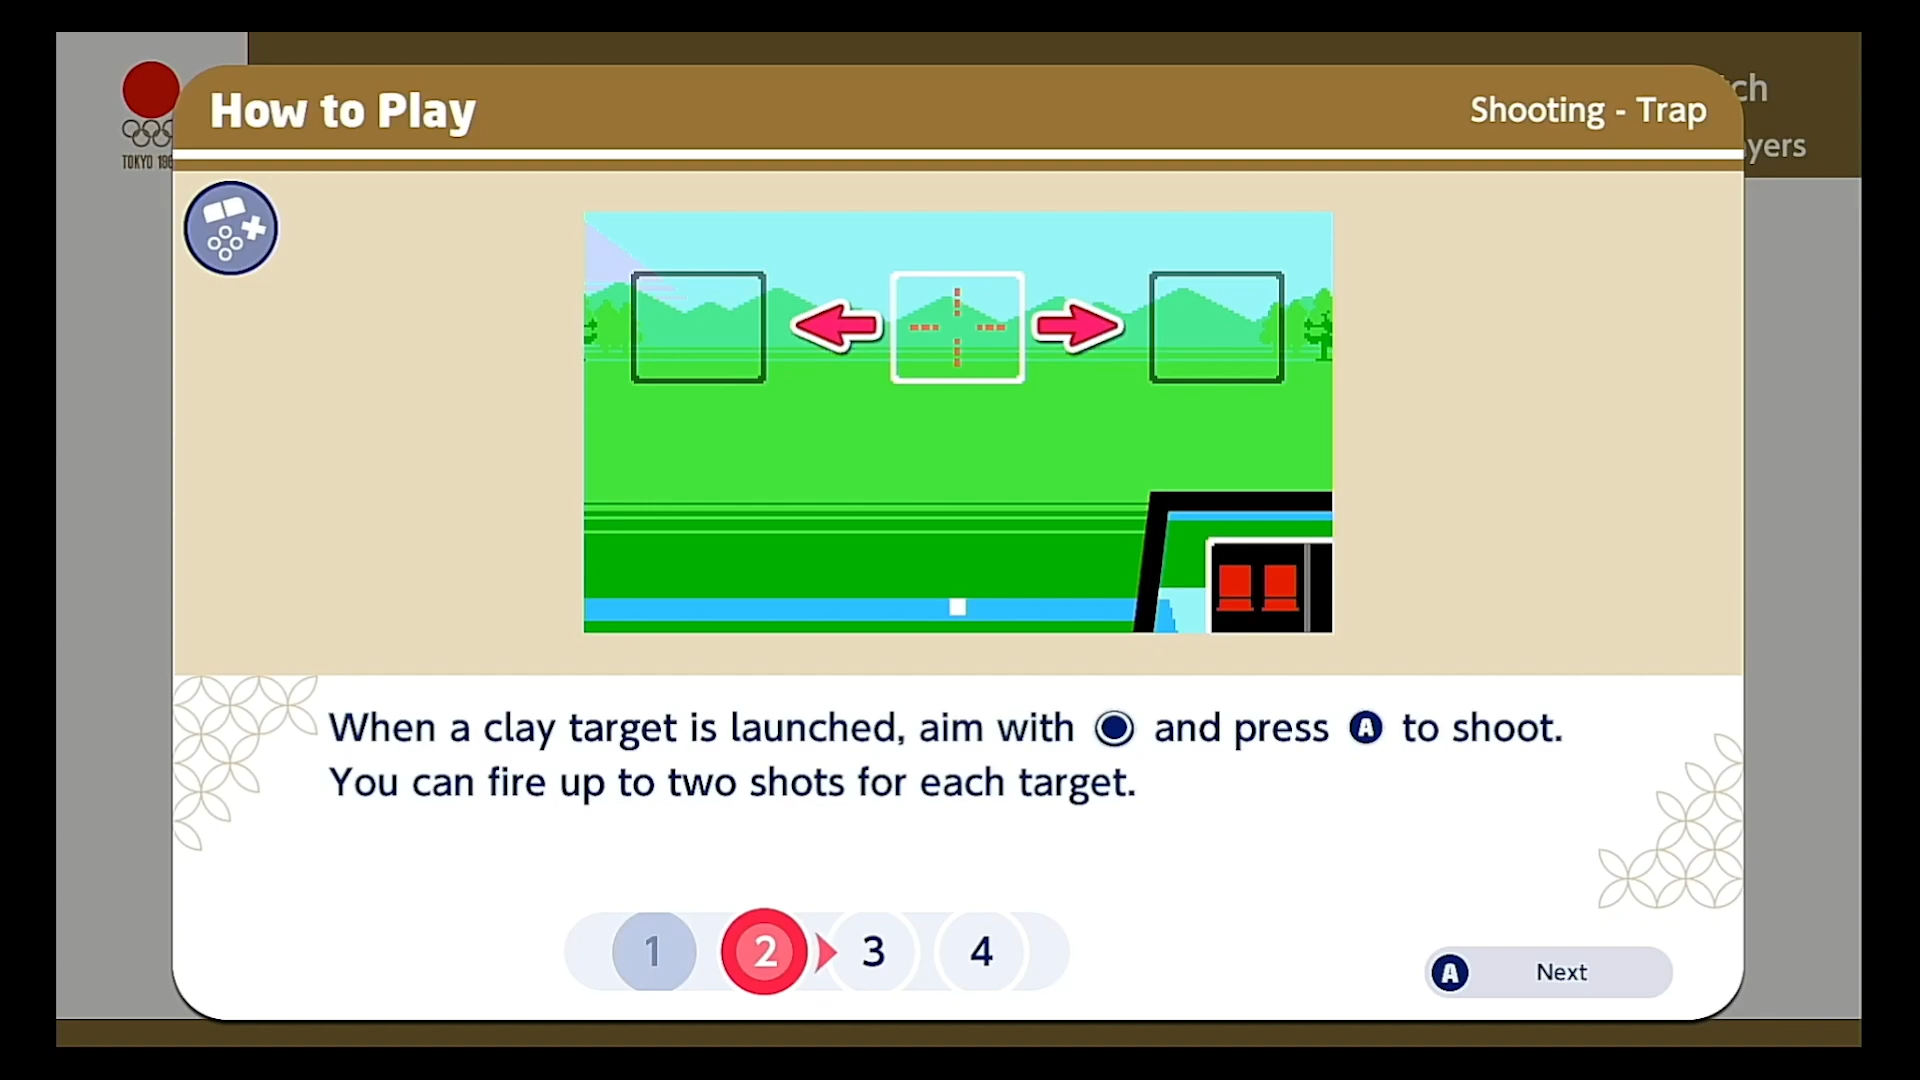 How to Play
Shooting - Trap
TOKYO
When a clay target is launched, aim with and press A to shoot.
You can fire up to two shots for each target.
1 2 3 4
A Next